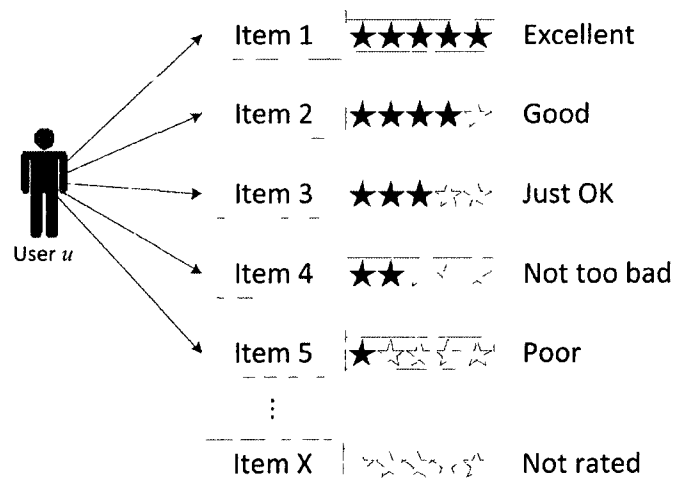 Item 1 ★★★★★ Excellent
Item 2 ★★★★☆ Good
Item 3 ★★★☆☆ Just OK
User u
Item 4 ★★☆☆☆ Not too bad
Item 5 ★☆☆☆☆ Poor
⋮
Item X ☆☆☆☆☆ Not rated